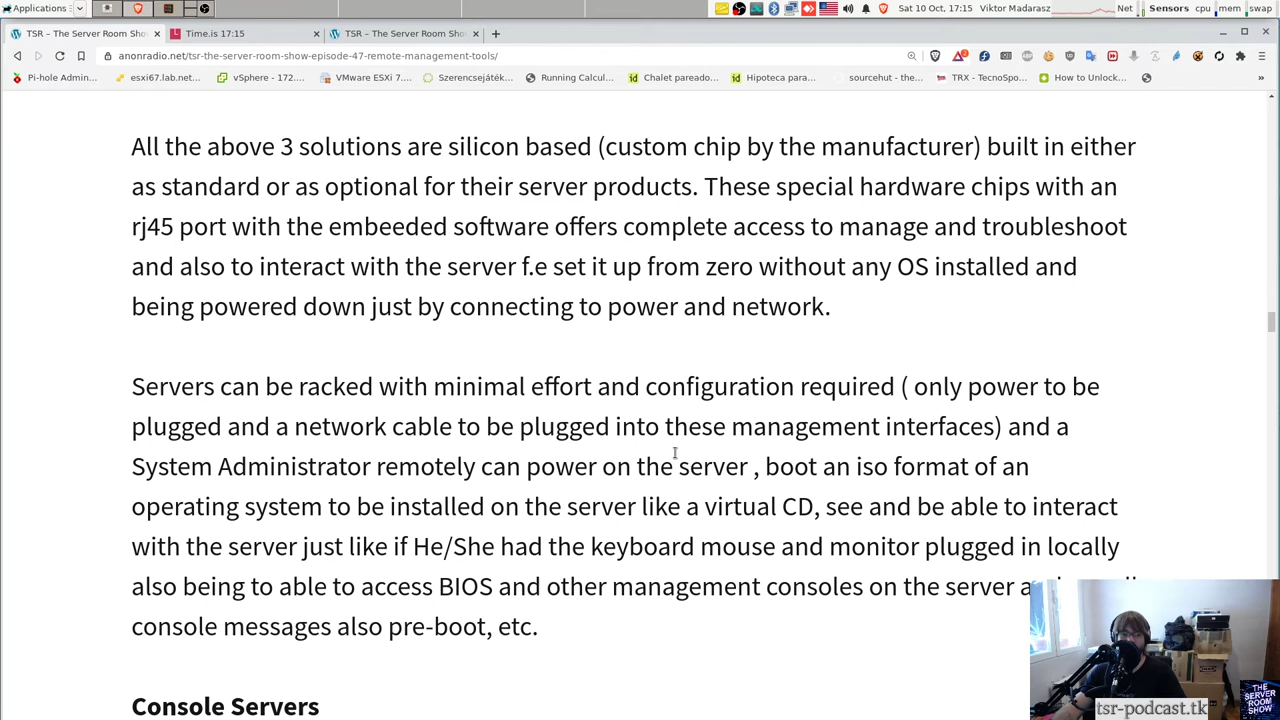 Applications
Sat 10 Oct, 17:15 Viktor Madarasz
Net Sensors cpu mem swap
TSR – The Server Room Sho
Time.is 17:15
TSR – The Server Room Sho
anonradio.net/tsr-the-server-room-show-episode-47-remote-management-tools/
Pi-hole Admin...
esxi67.lab.net...
vSphere - 172....
VMware ESXi 7....
Szerencsejáték...
Running Calcul...
Chalet pareado...
Hipoteca para...
sourcehut - the...
TRX - TecnoSpo...
How to Unlock...
All the above 3 solutions are silicon based (custom chip by the manufacturer) built in either
as standard or as optional for their server products. These special hardware chips with an
rj45 port with the embeeded software offers complete access to manage and troubleshoot
and also to interact with the server f.e set it up from zero without any OS installed and
being powered down just by connecting to power and network.
Servers can be racked with minimal effort and configuration required ( only power to be
plugged and a network cable to be plugged into these management interfaces) and a
System Administrator remotely can power on the server , boot an iso format of an
operating system to be installed on the server like a virtual CD, see and be able to interact
with the server just like if He/She had the keyboard mouse and monitor plugged in locally
also being to able to access BIOS and other management consoles on the server
console messages also pre-boot, etc.
Console Servers
tsr-podcast.tk
THE
SERVER
ROOM
SHOW